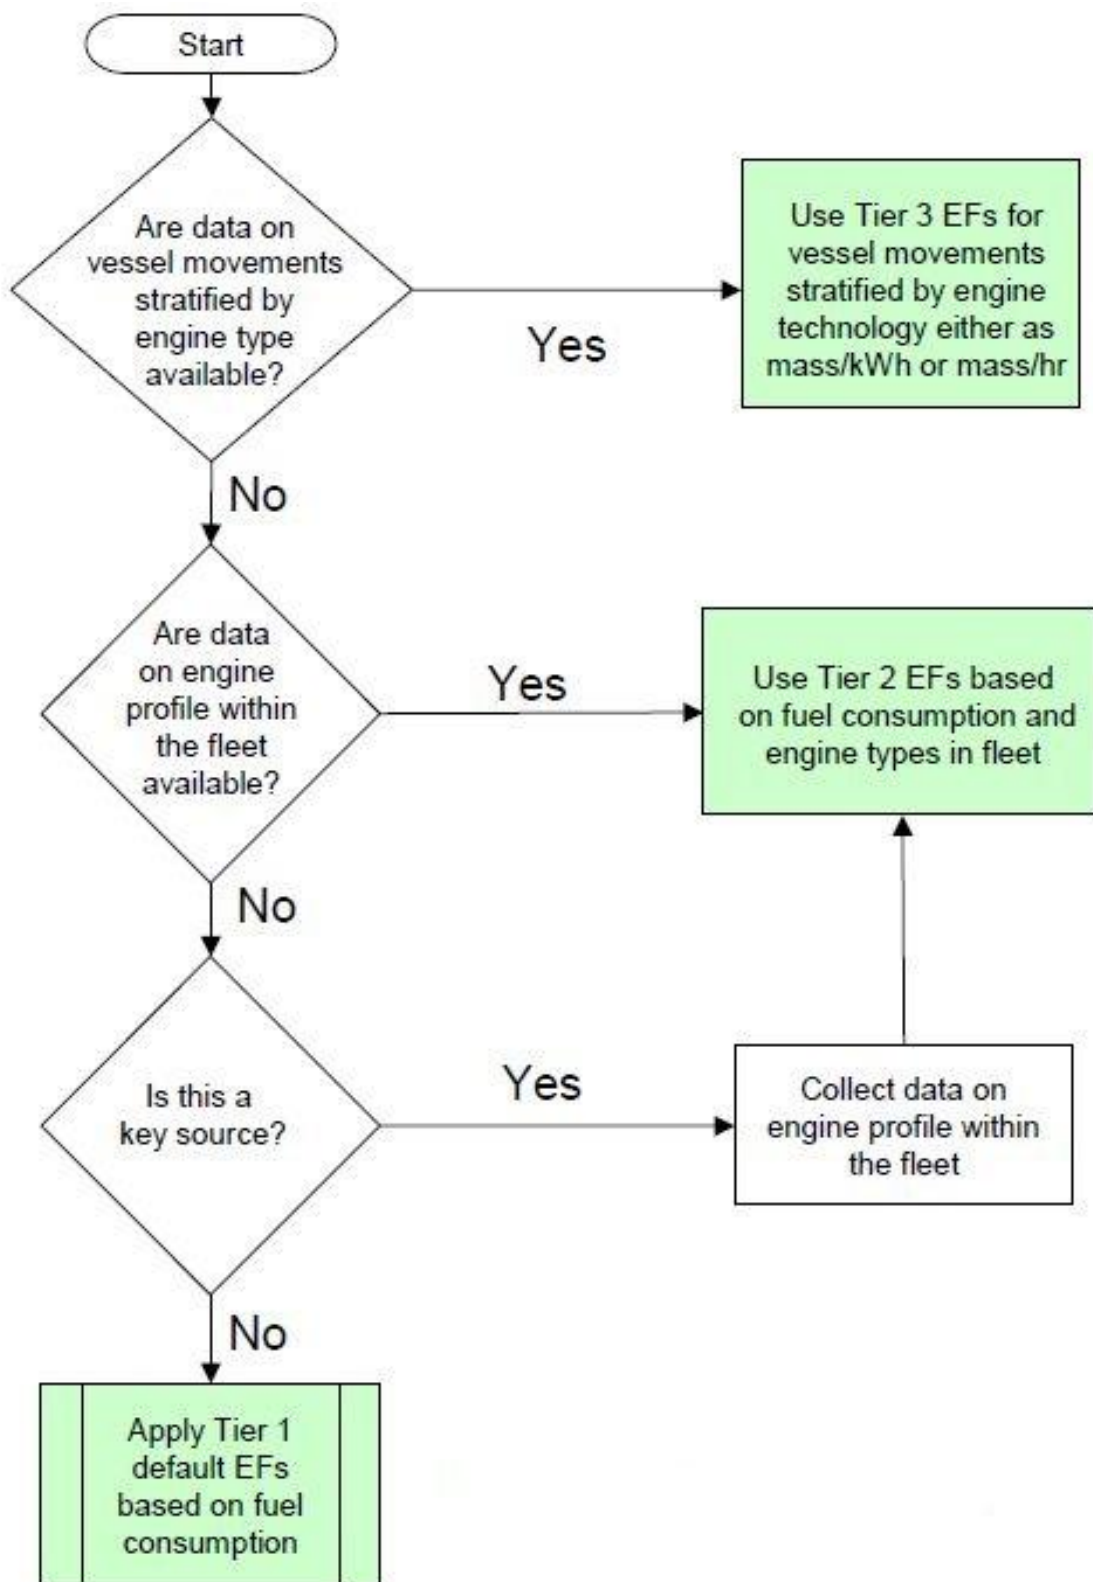 Start
Are data on
vessel movements
stratified by
engine type
available?
Yes
Use Tier 3 EFs for
vessel movements
stratified by engine
technology either as
mass/kWh or mass/hr
No
Are data
on engine
profile within
the fleet
available?
Yes
Use Tier 2 EFs based
on fuel consumption and
engine types in fleet
No
Is this a
key source?
Yes
Collect data on
engine profile within
the fleet
No
Apply Tier 1
default EFs
based on fuel
consumption